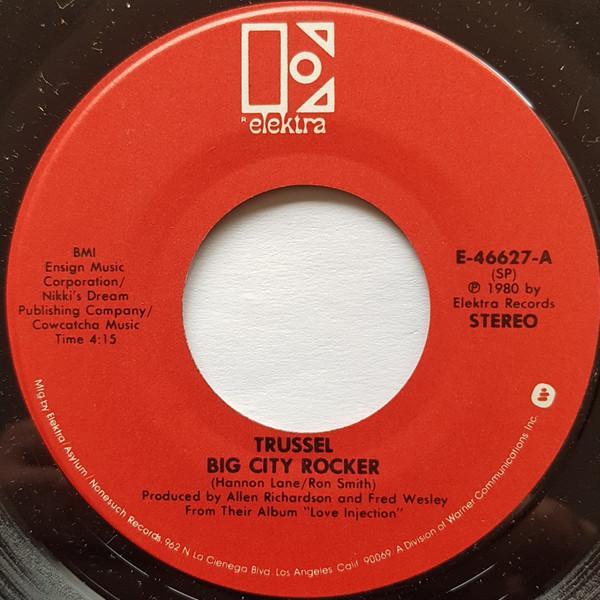 R elektra
BMI
Ensign Music
Corporation/
Nikki's Dream
Publishing Company/
Cowcatcha Music
Time 4:15
E-46627-A
(SP)
℗ 1980 by
Elektra Records
STEREO
TRUSSEL
BIG CITY ROCKER
(Hannon Lane/Ron Smith)
Produced by Allen Richardson and Fred Wesley
From Their Album "Love Injection"
Mfg by Elektra/Asylum/Nonesuch Records. 962 N. La Cienega Blvd. Los Angeles Calif. 90069. A Division of Warner Communications Inc.